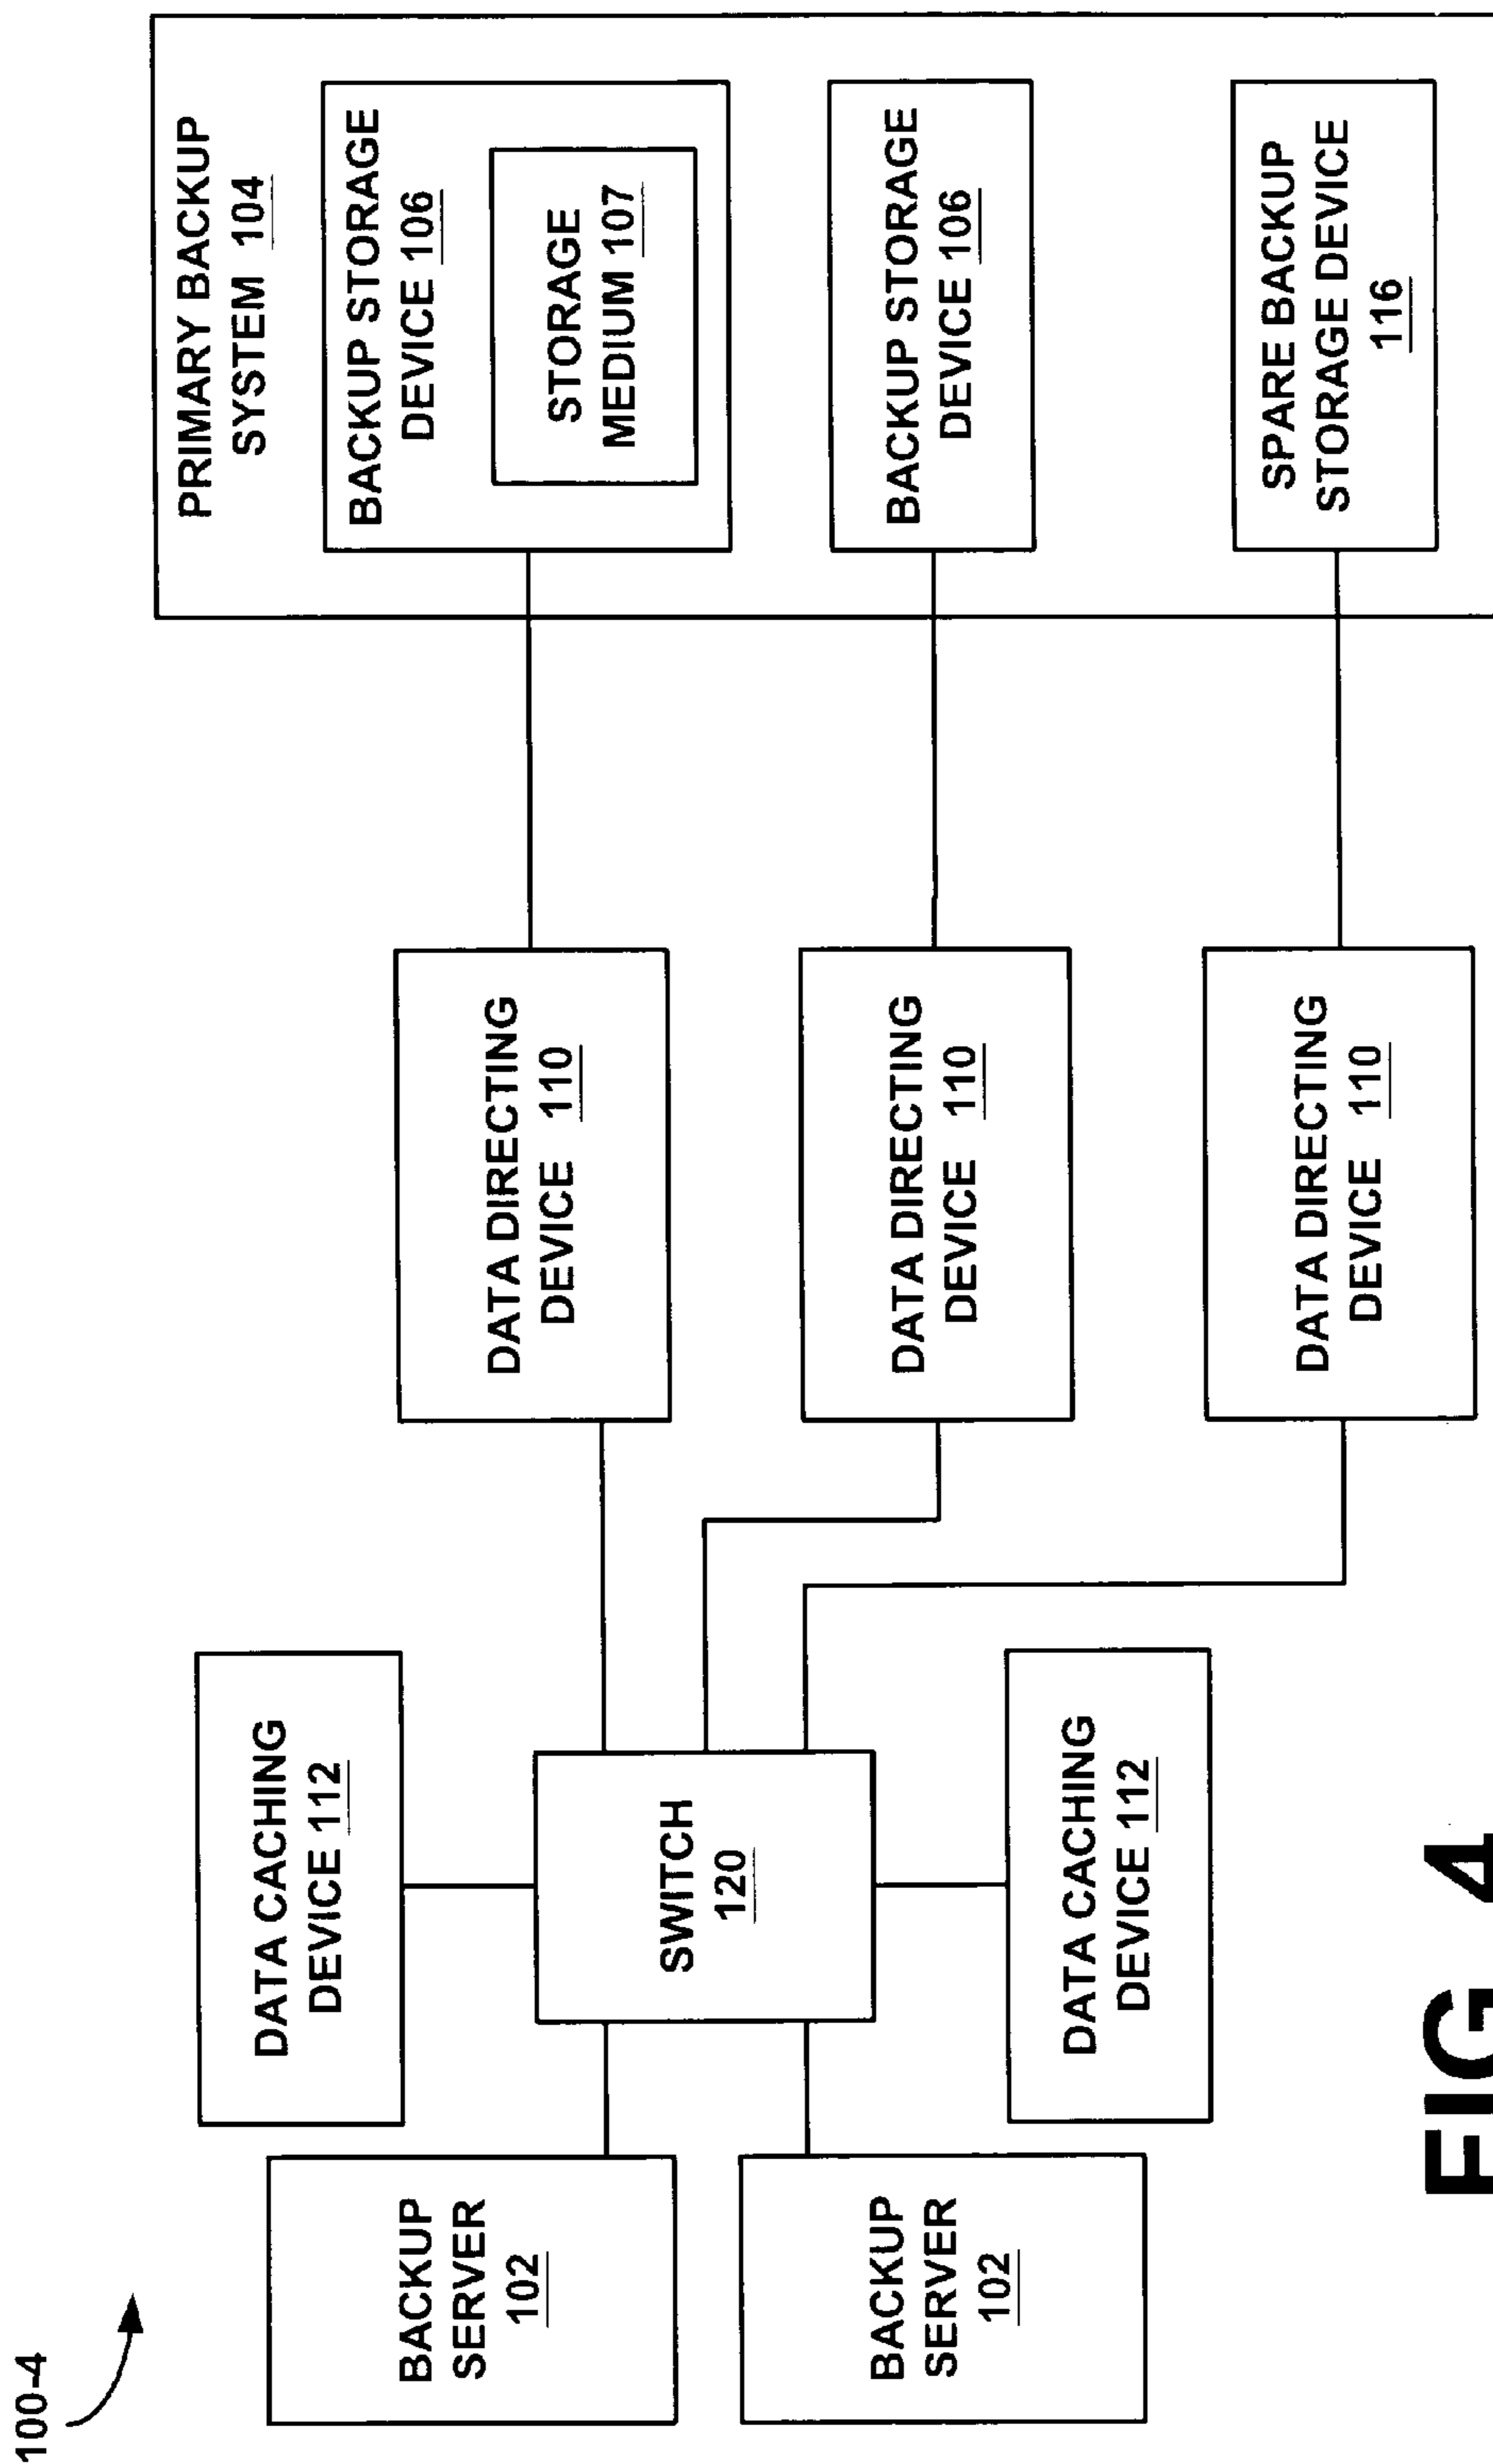 100-4
PRIMARY BACKUP
SYSTEM 104
BACKUP STORAGE
DEVICE 106
STORAGE
MEDIUM 107
BACKUP STORAGE
DEVICE 106
SPARE BACKUP
STORAGE DEVICE
116
DATA DIRECTING
DEVICE 110
DATA DIRECTING
DEVICE 110
DATA DIRECTING
DEVICE 110
DATA CACHING
DEVICE 112
SWITCH
120
DATA CACHING
DEVICE 112
BACKUP
SERVER
102
BACKUP
SERVER
102
FIG 4